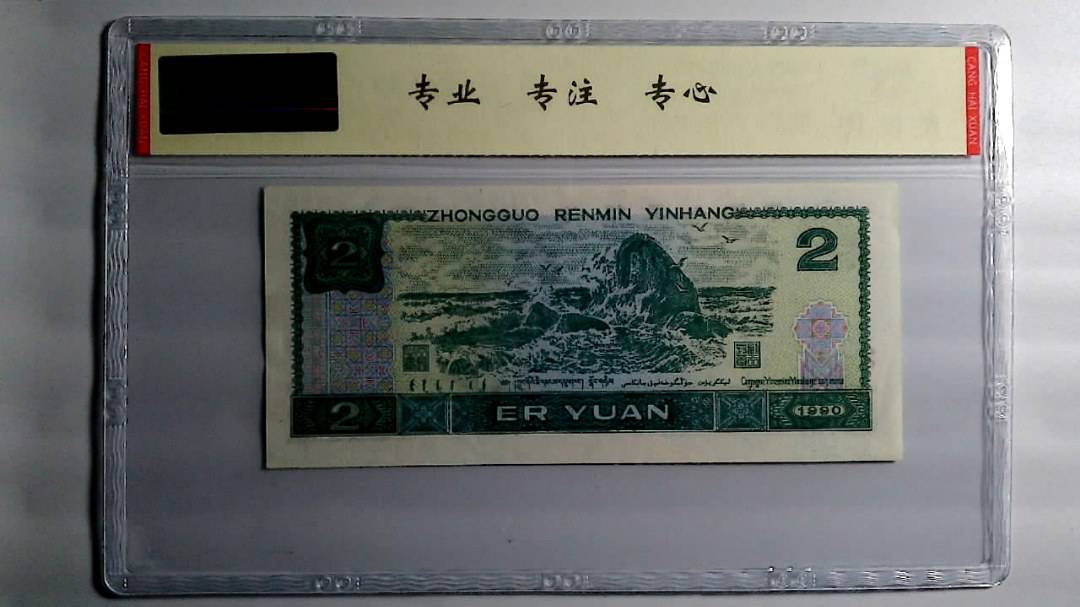 专业 专注 专心
CANG HAI XUAN
CANG HAI XUAN
ZHONGGUO RENMIN YINHANG
2
2
2
ER YUAN
1990